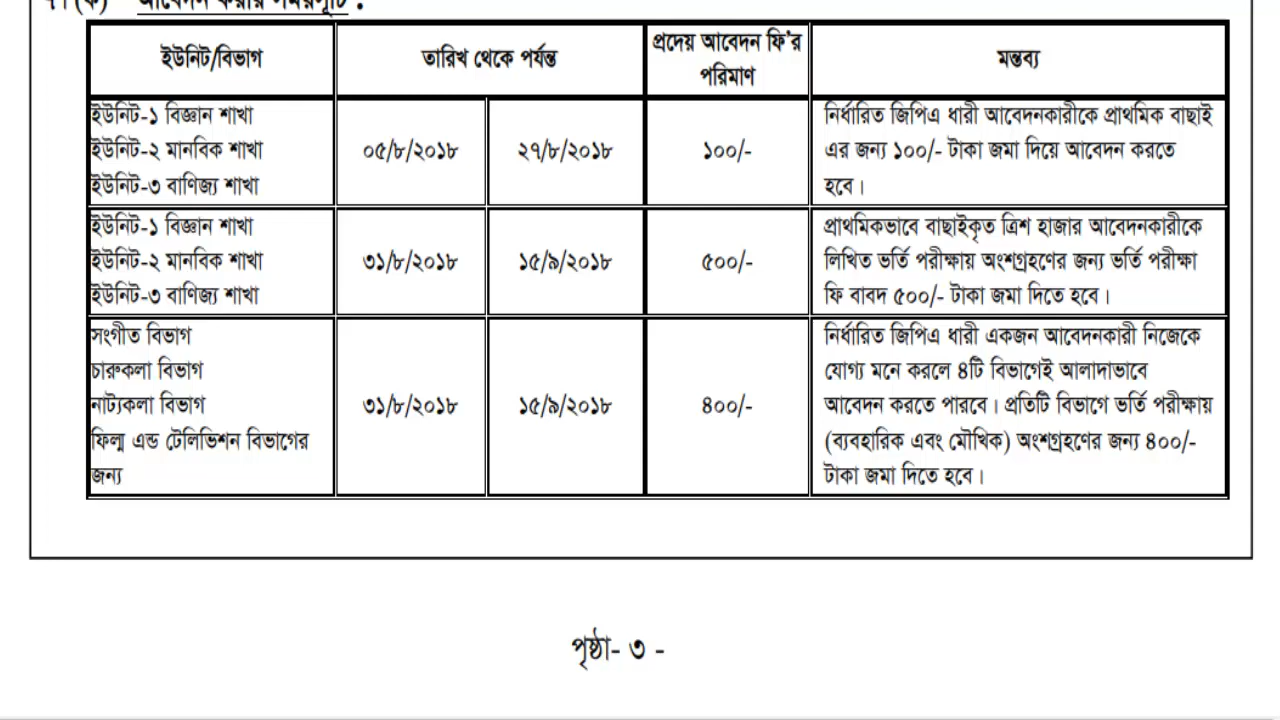 ৭। (ক) আবেদন করার সময়সূচি :
ইউনিট/বিভাগ
তারিখ থেকে পর্যন্ত
প্রদেয় আবেদন ফি’র
পরিমাণ
মন্তব্য
ইউনিট-১ বিজ্ঞান শাখা
ইউনিট-২ মানবিক শাখা
ইউনিট-৩ বাণিজ্য শাখা
০৫/৮/২০১৮
২৭/৮/২০১৮
১০০/-
নির্ধারিত জিপিএ ধারী আবেদনকারীকে প্রাথমিক বাছাই
এর জন্য ১০০/- টাকা জমা দিয়ে আবেদন করতে
হবে।
ইউনিট-১ বিজ্ঞান শাখা
ইউনিট-২ মানবিক শাখা
ইউনিট-৩ বাণিজ্য শাখা
৩১/৮/২০১৮
১৫/৯/২০১৮
৫০০/-
প্রাথমিকভাবে বাছাইকৃত ত্রিশ হাজার আবেদনকারীকে
লিখিত ভর্তি পরীক্ষায় অংশগ্রহণের জন্য ভর্তি পরীক্ষা
ফি বাবদ ৫০০/- টাকা জমা দিতে হবে।
সংগীত বিভাগ
চারুকলা বিভাগ
নাট্যকলা বিভাগ
ফিল্ম এন্ড টেলিভিশন বিভাগের
জন্য
৩১/৮/২০১৮
১৫/৯/২০১৮
৪০০/-
নির্ধারিত জিপিএ ধারী একজন আবেদনকারী নিজেকে
যোগ্য মনে করলে ৪টি বিভাগেই আলাদাভাবে
আবেদন করতে পারবে। প্রতিটি বিভাগে ভর্তি পরীক্ষায়
(ব্যবহারিক এবং মৌখিক) অংশগ্রহণের জন্য ৪০০/-
টাকা জমা দিতে হবে।
পৃষ্ঠা- ৩ -